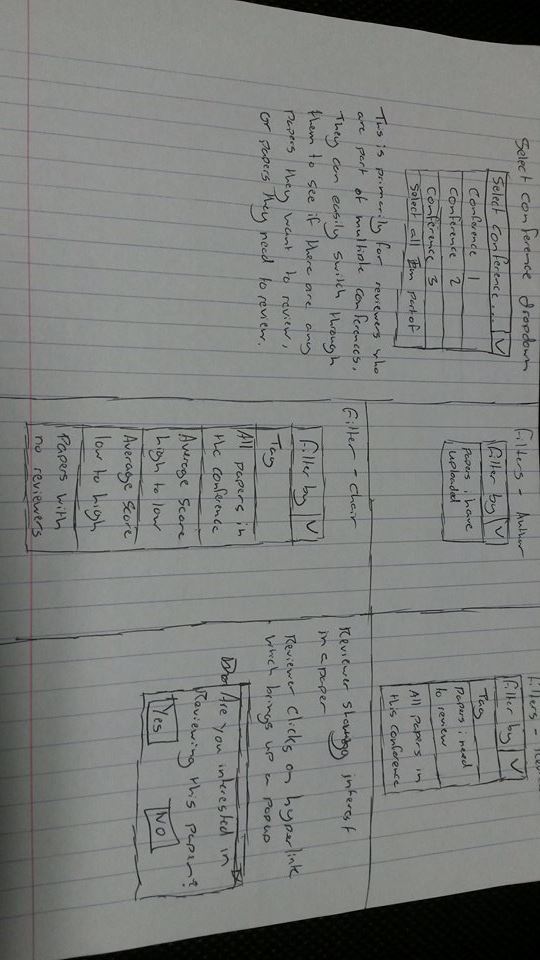 Select conference dropdown
Select conference... V
Conference 1
Conference 2
Conference 3
Select all I'm part of
This is primarily for reviewers who
are part of multiple conferences,
They can easily switch through
them to see if there are any
papers they want to review,
or papers they need to review.
Filters - Author
Filter by V
Papers i have
uploaded
Filters -
Filter by V
Tag
Papers i need
to review
All papers in
this conference
Filter - Chair
Filter by V
Tag
All papers in
the conference
Average Score
high to low
Average Score
low to high
Papers with
no reviewers
Reviewer showing interest
in a paper
Reviewer clicks on hyperlink
which brings up a popup
X
Are you interested in
Reviewing this paper?
Yes
No